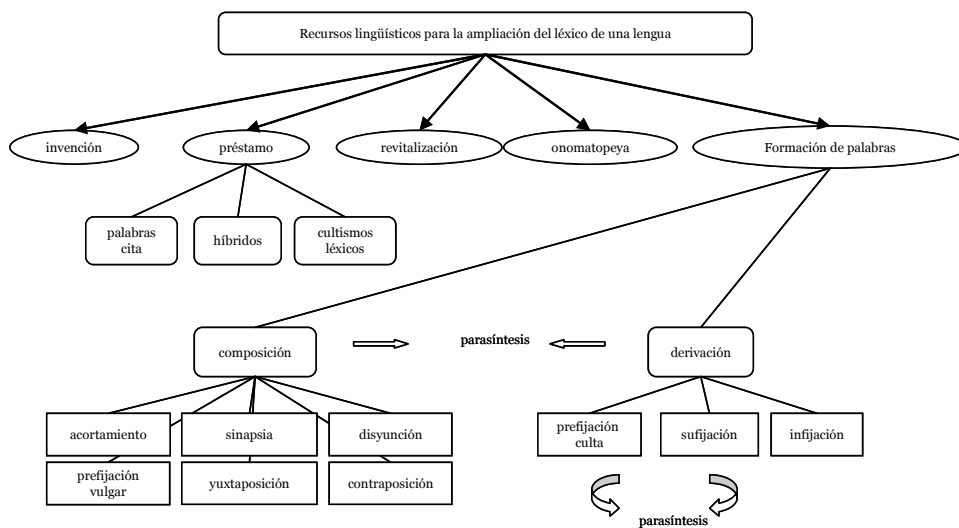 Recursos lingüísticos para la ampliación del léxico de una lengua
invención
préstamo
revitalización
onomatopeya
Formación de palabras
palabras
cita
híbridos
cultismos
léxicos
composición
parasíntesis
derivación
acortamiento
sinapsia
disyunción
prefijación
culta
sufijación
infijación
prefijación
vulgar
yuxtaposición
contraposición
parasíntesis